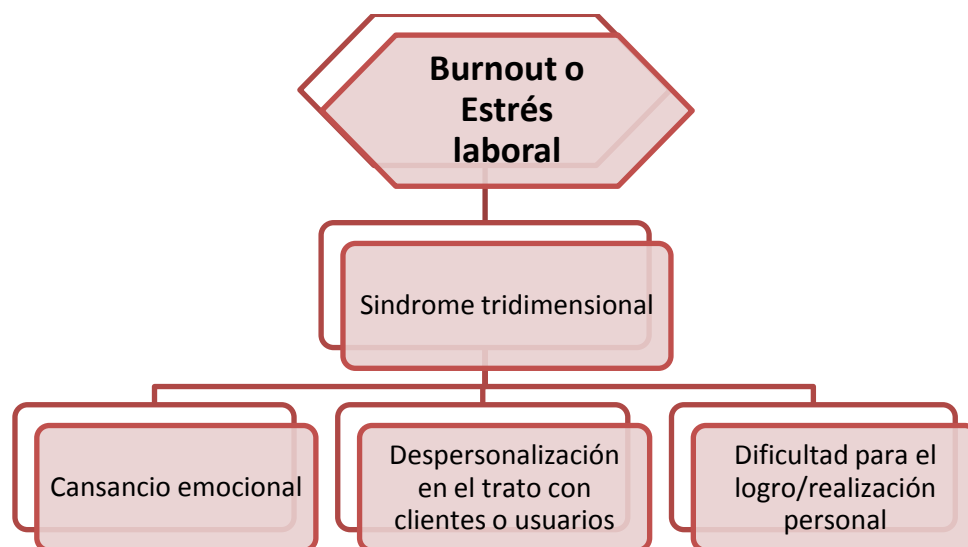 Burnout o
Estrés
laboral
Sindrome tridimensional
Cansancio emocional
Despersonalización
en el trato con
clientes o usuarios
Dificultad para el
logro/realización
personal